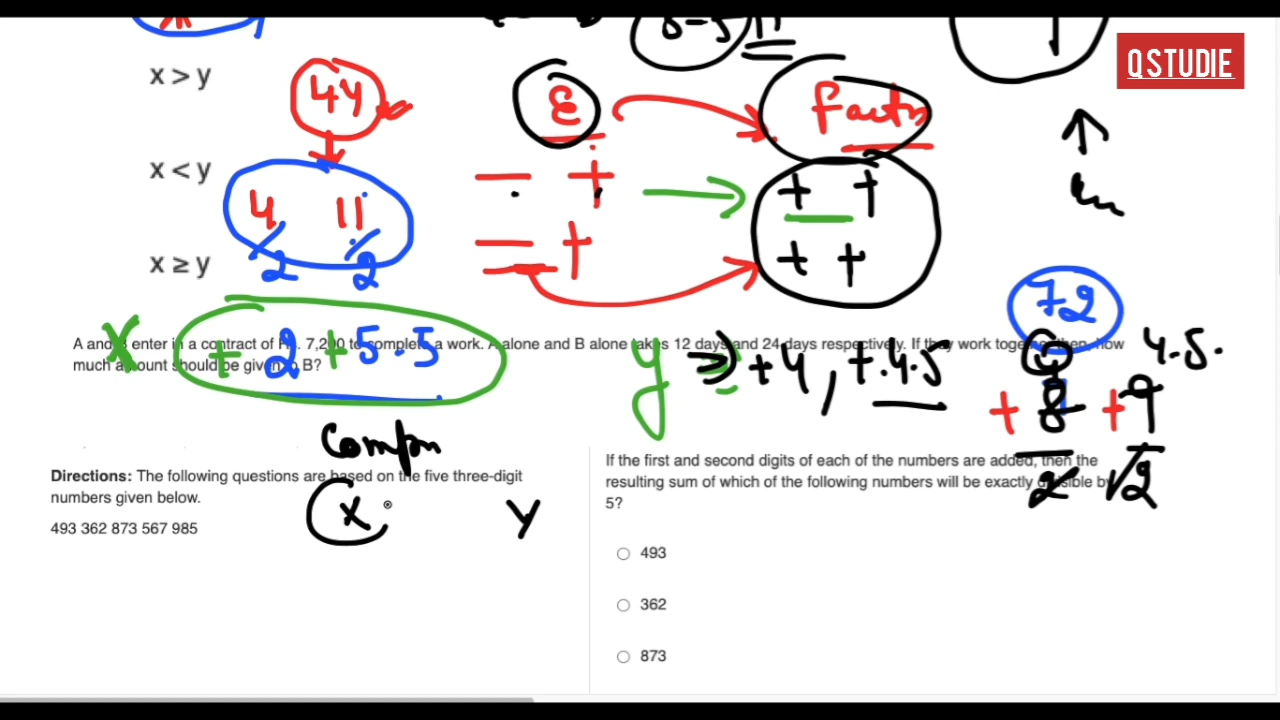 QSTUDIE
x > y
44
ε
factn
x < y
4 11
- +
+ +
2 2
- +
+ +
x ≥ y
72
A and B enter in a contract of Rs. 7,200 to complete a work. A alone and B alone takes 12 days and 24 days respectively. If they work together then, how
much amount should be given to B?
x + 2 + 5.5
y ⇒ +4, +4.5
4 4.5.
+ 8 + 9
2 √2
compn
x y
Directions: The following questions are based on the five three-digit
numbers given below.
493 362 873 567 985
If the first and second digits of each of the numbers are added, then the
resulting sum of which of the following numbers will be exactly divisible by
5?
493
362
873